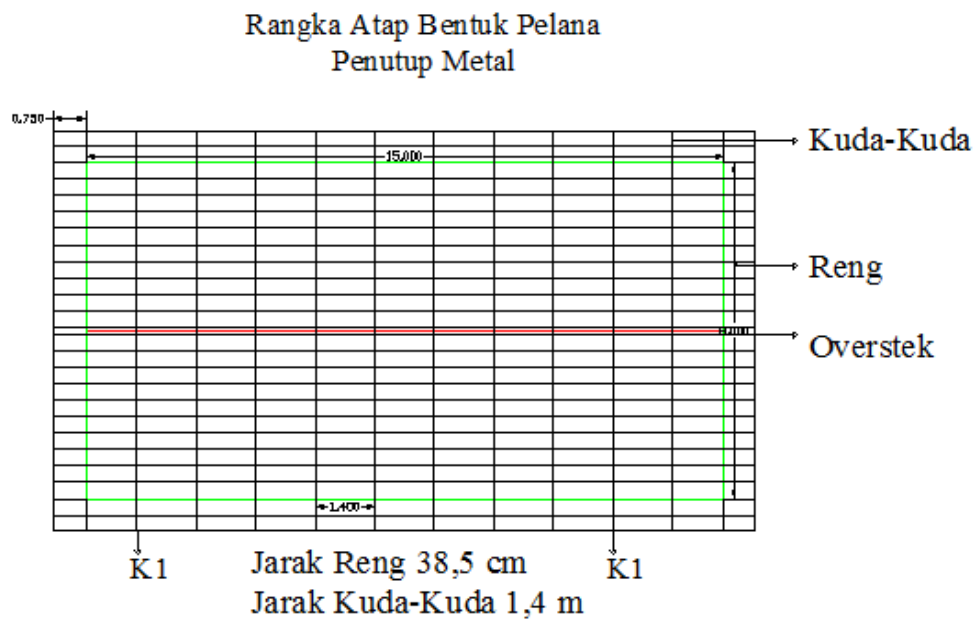 Rangka Atap Bentuk Pelana
Penutup Metal
0,750
15,000
Kuda-Kuda
Reng
Overstek
1,400
K1
K1
Jarak Reng 38,5 cm
Jarak Kuda-Kuda 1,4 m